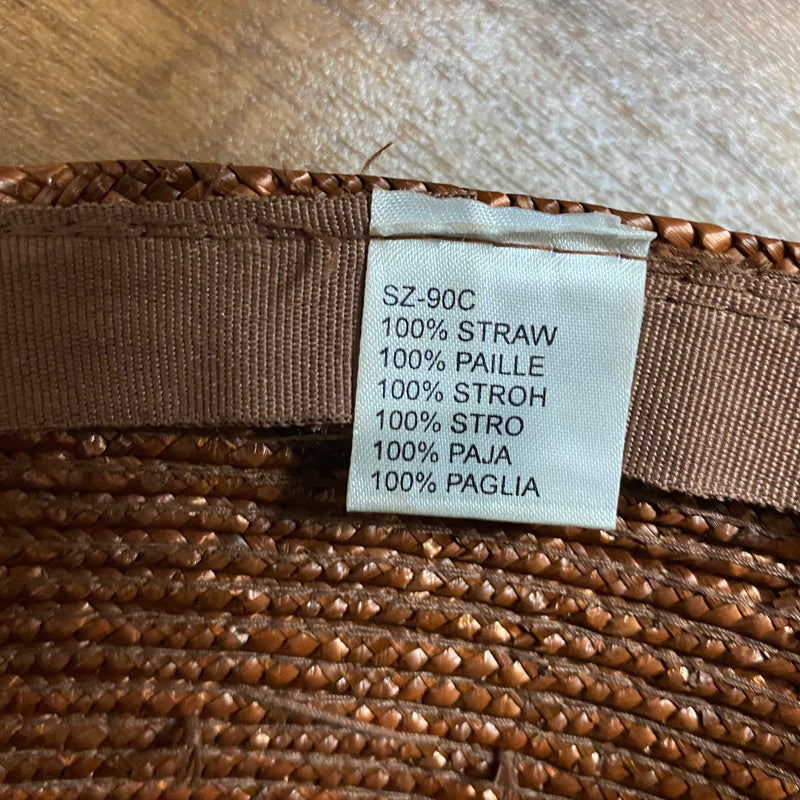 SZ-90C
100% STRAW
100% PAILLE
100% STROH
100% STRO
100% PAJA
100% PAGLIA